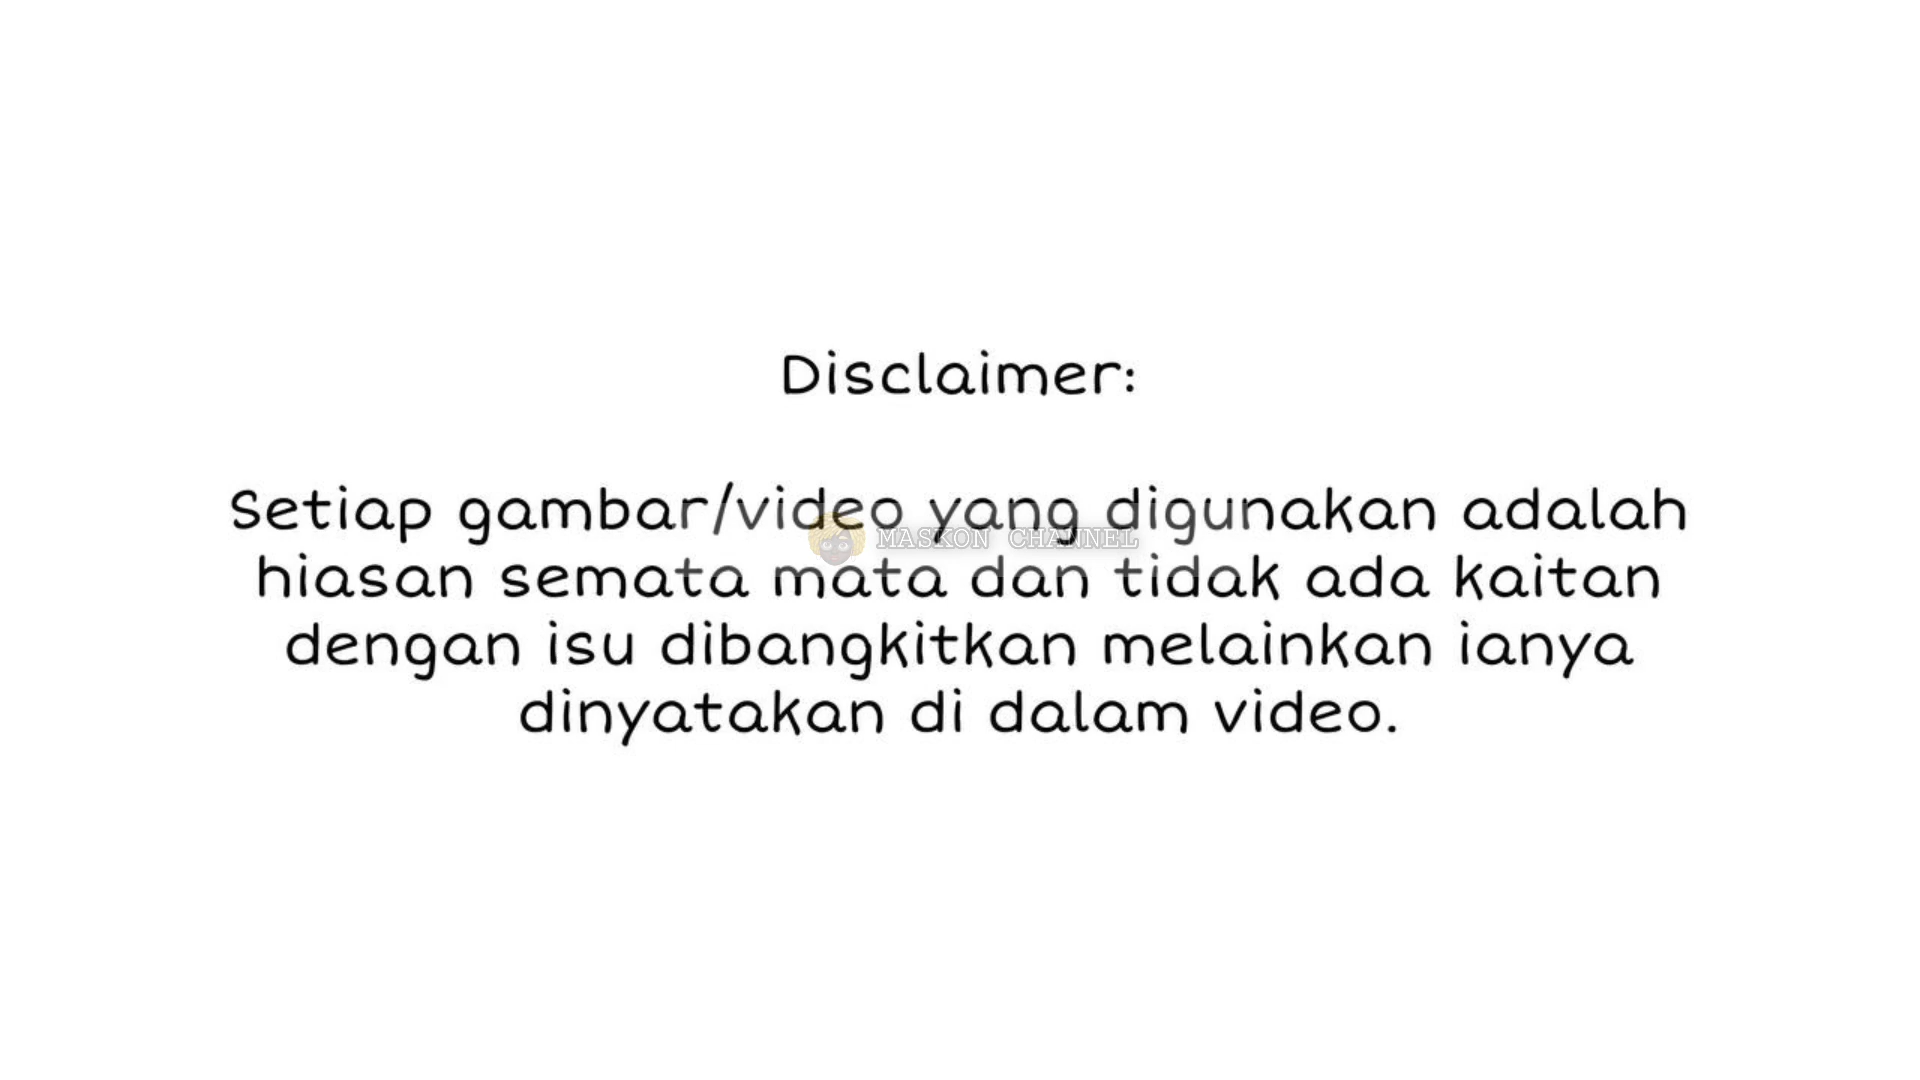 Disclaimer:
Setiap gambar/video yang digunakan adalah
MASKON CHANNEL
hiasan semata mata dan tidak ada kaitan
dengan isu dibangkitkan melainkan ianya
dinyatakan di dalam video.